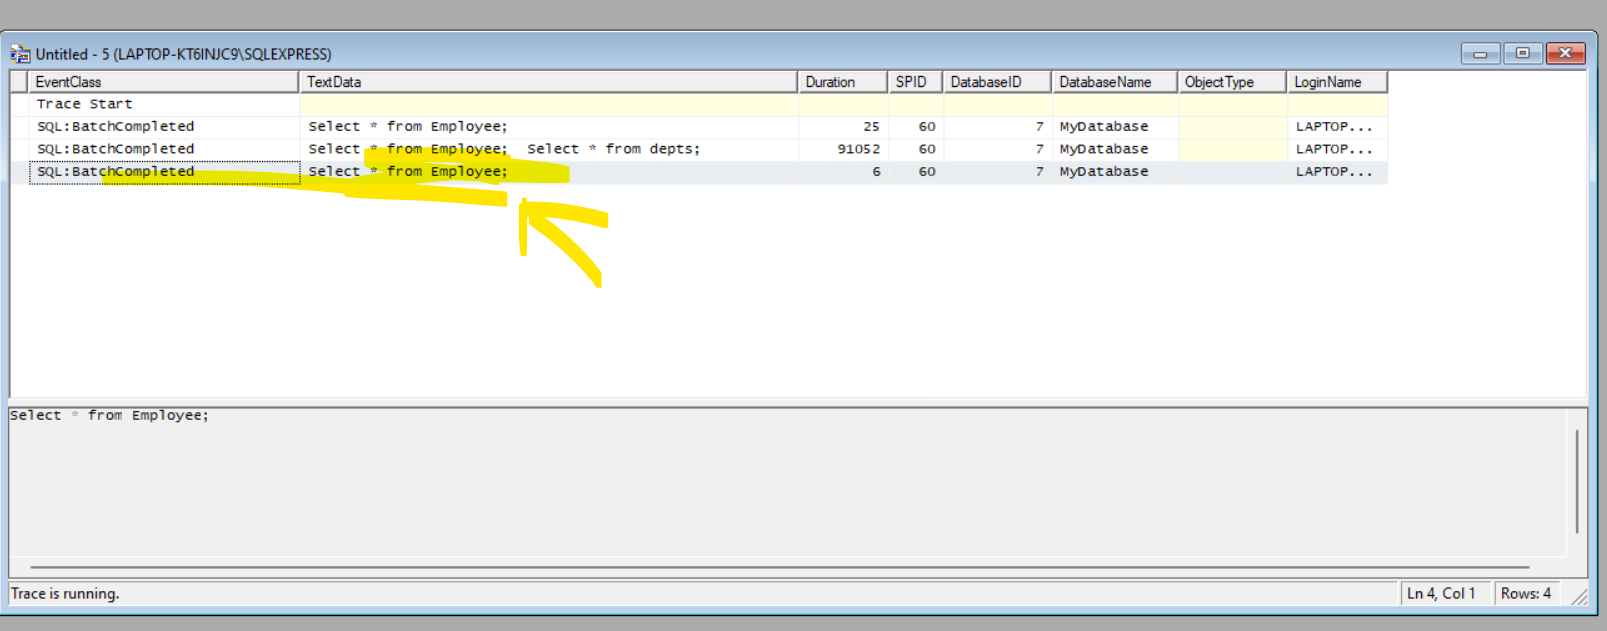 Untitled - 5 (LAPTOP-KT6INJC9\SQLEXPRESS)
EventClass TextData Duration SPID DatabaseID DatabaseName ObjectType LoginName
Trace Start
SQL:BatchCompleted Select * from Employee; 25 60 7 MyDatabase LAPTOP...
SQL:BatchCompleted Select * from Employee; Select * from depts; 91052 60 7 MyDatabase LAPTOP...
SQL:BatchCompleted Select * from Employee; 6 60 7 MyDatabase LAPTOP...
Select * from Employee;
Trace is running. Ln 4, Col 1 Rows: 4